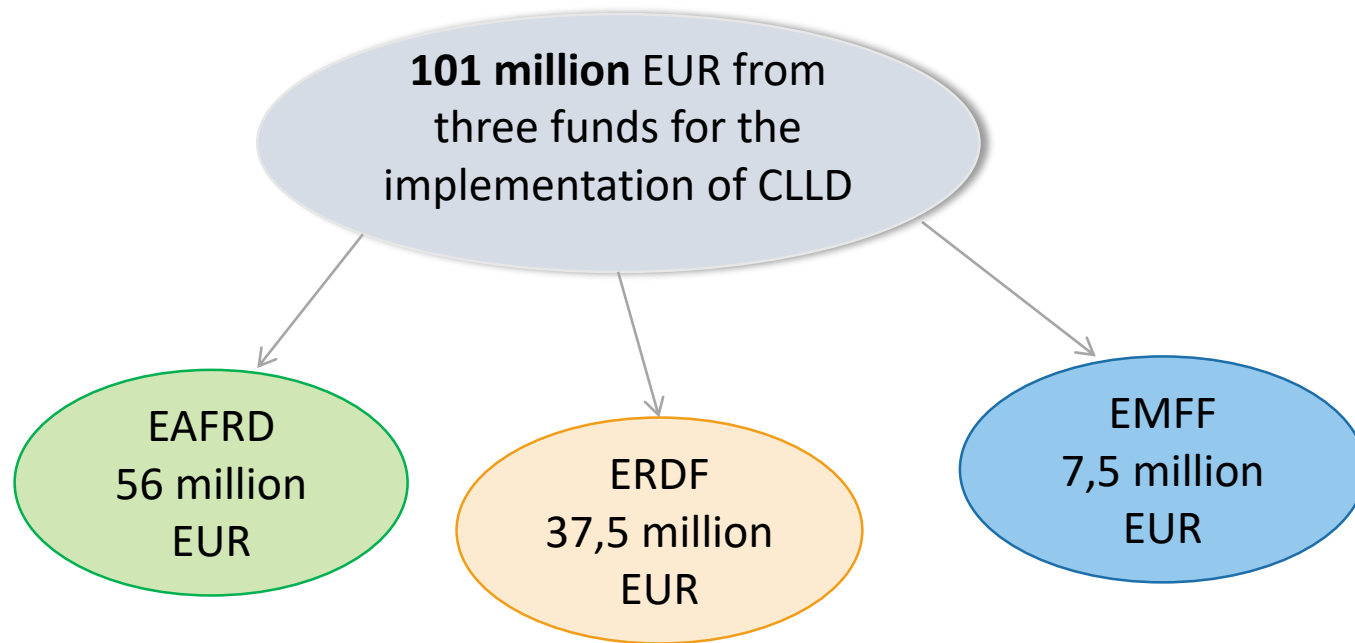 101 million EUR from
three funds for the
implementation of CLLD
EAFRD
56 million
EUR
ERDF
37,5 million
EUR
EMFF
7,5 million
EUR